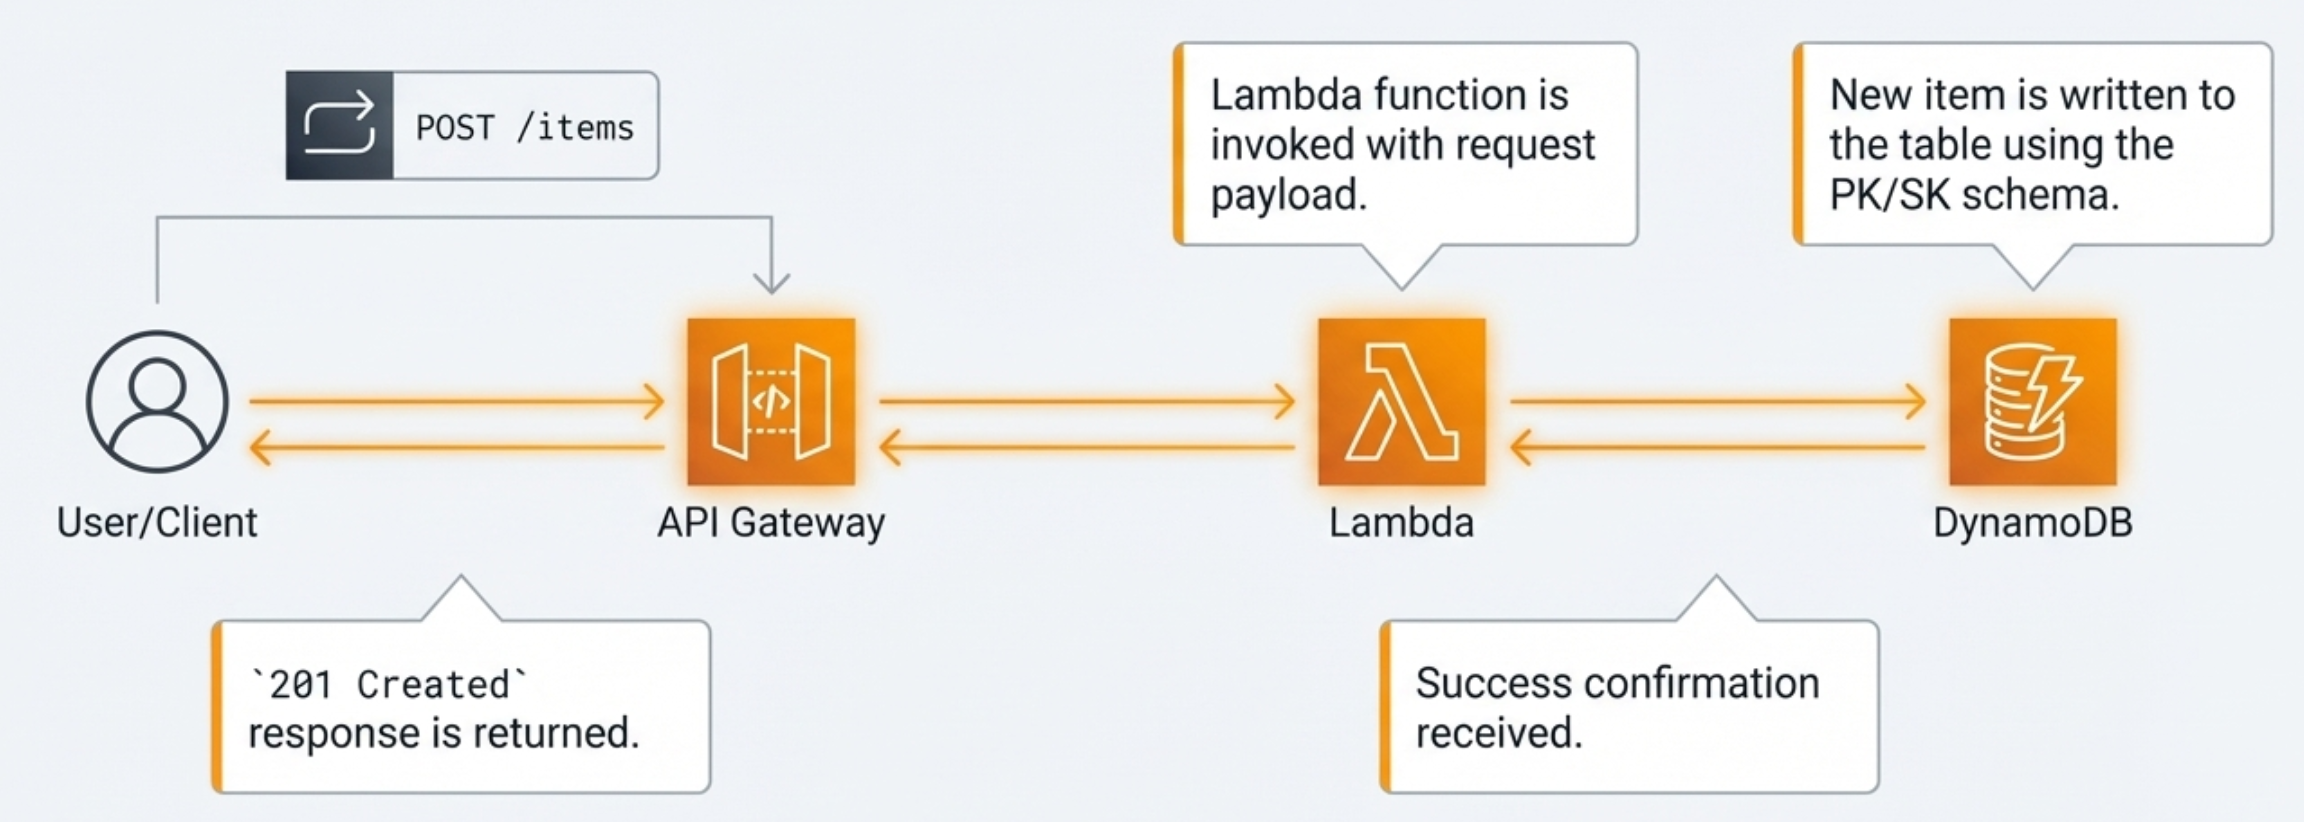 POST /items
Lambda function is
invoked with request
payload.
New item is written to
the table using the
PK/SK schema.
User/Client
API Gateway
Lambda
DynamoDB
`201 Created`
response is returned.
Success confirmation
received.